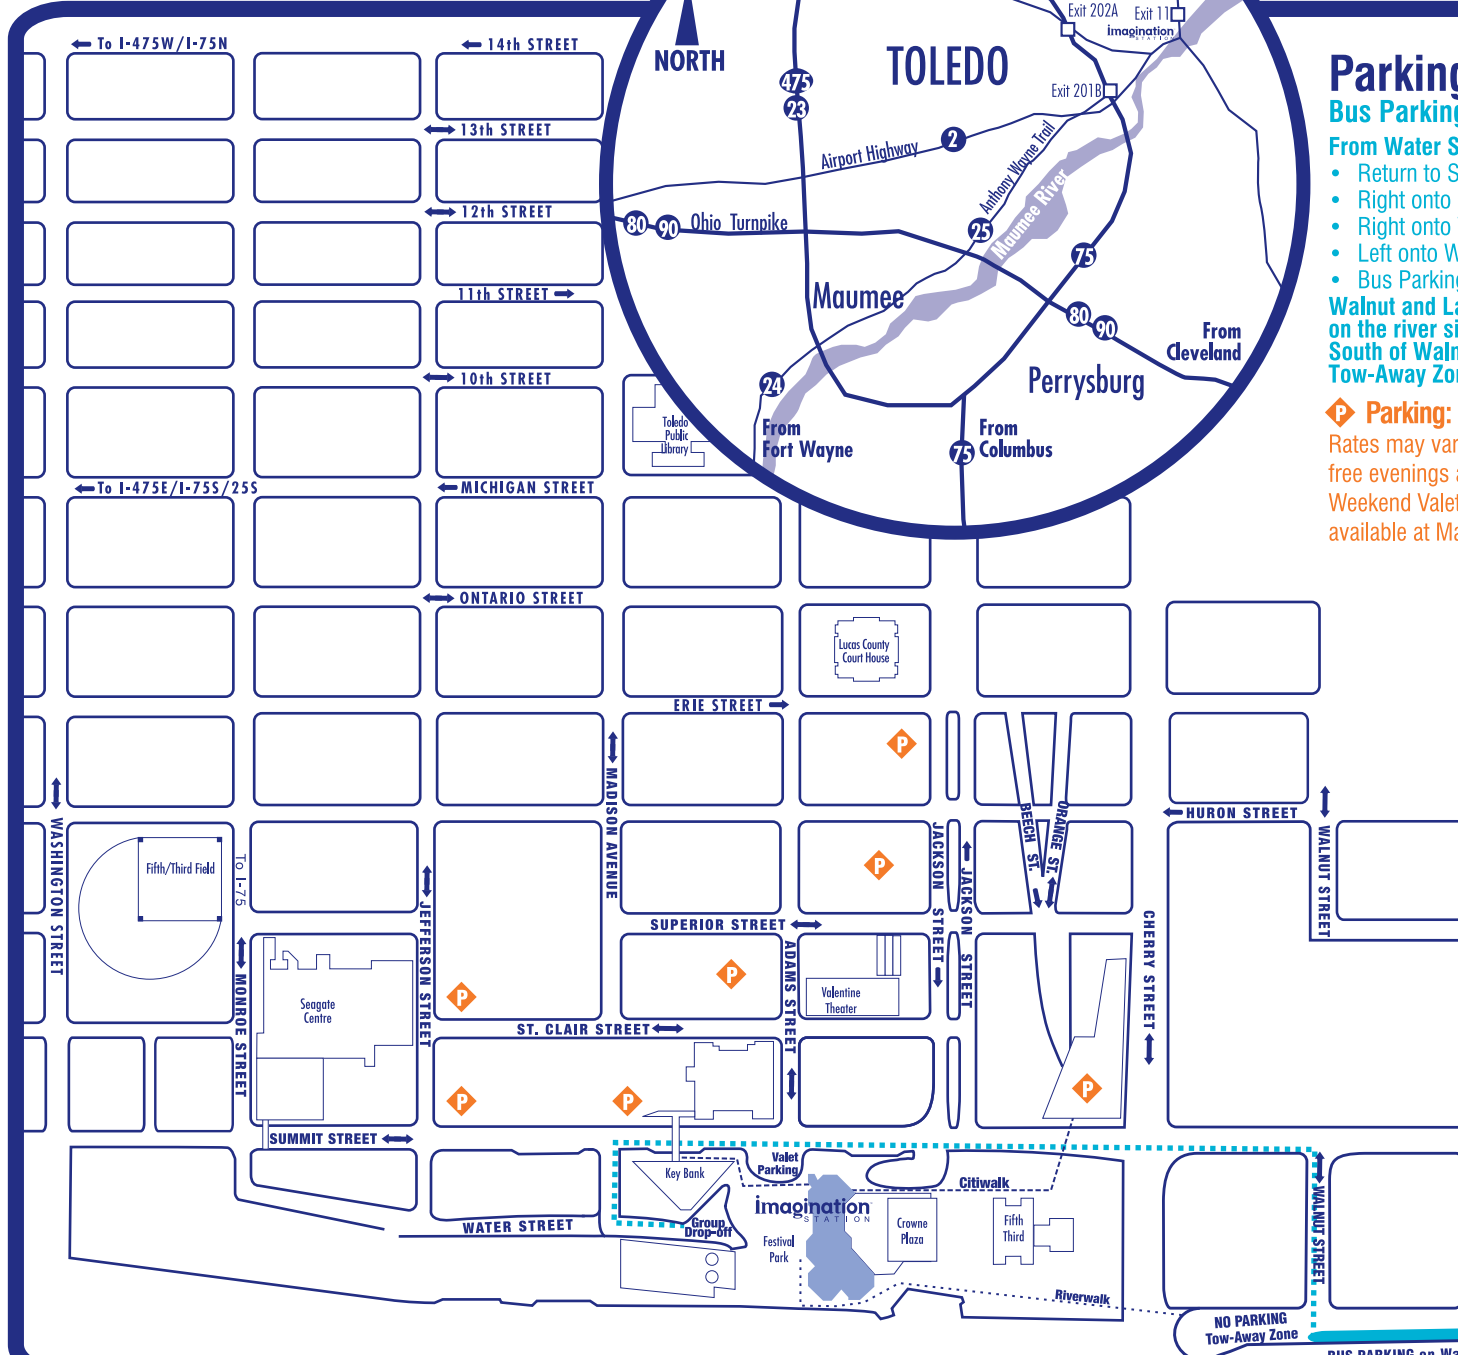 To I-475W/I-75N
14th STREET
13th STREET
12th STREET
11th STREET
10th STREET
To I-475E/I-75S/25S
MICHIGAN STREET
ONTARIO STREET
ERIE STREET
NORTH
TOLEDO
Exit 202A
Exit 11
imagination
STATION
Exit 201B
475
23
2
Airport Highway
Anthony Wayne Trail
Maumee River
80
90
Ohio Turnpike
25
75
Maumee
80
90
From
Cleveland
Perrysburg
24
From
Fort Wayne
From
Columbus
75
Toledo
Public
Library
Parking
Bus Parking
From Water S
• Return to S
• Right onto
• Right onto
• Left onto W
• Bus Parking
Walnut and La
on the river si
South of Waln
Tow-Away Zon
P Parking:
Rates may var
free evenings a
Weekend Valet
available at Ma
Lucas County
Court House
P
MADISON AVENUE
HURON STREET
WASHINGTON STREET
Fifth/Third Field
To I-75
JEFFERSON STREET
P
JACKSON STREET
JACKSON STREET
BEECH ST.
ORANGE ST.
WALNUT STREET
CHERRY STREET
SUPERIOR STREET
MONROE STREET
Seagate
Centre
P
P
ADAMS STREET
Valentine
Theater
ST. CLAIR STREET
P
P
P
SUMMIT STREET
Key Bank
Valet
Parking
Citiwalk
WALNUT STREET
imagination
STATION
WATER STREET
Group
Drop-off
Festival
Park
Crowne
Plaza
Fifth
Third
Riverwalk
NO PARKING
Tow-Away Zone
BUS PARKING on Wa